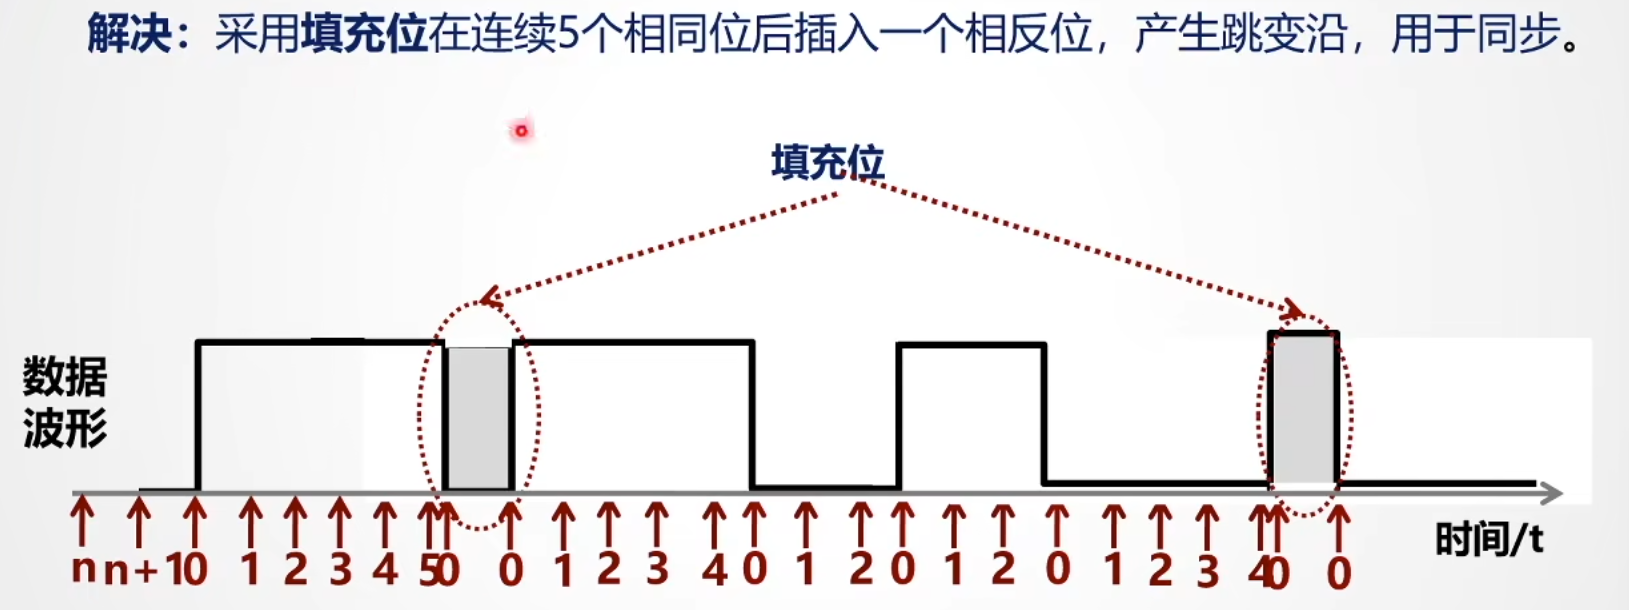 解决：采用填充位在连续5个相同位后插入一个相反位，产生跳变沿，用于同步。
填充位
数据
波形
n n+1 0 1 2 3 4 5 0 0 1 2 3 4 0 1 2 0 1 2 0 1 2 3 4 0 0
时间/t